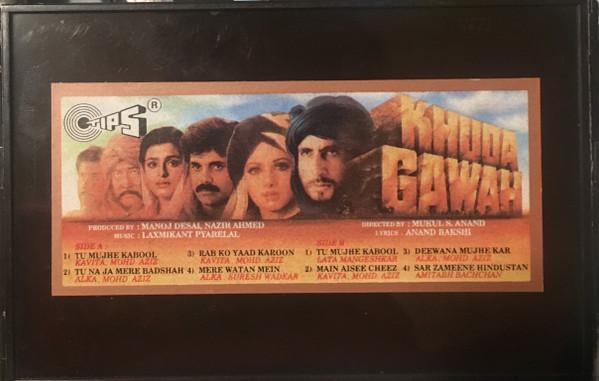 TIPS ®
KHUDA
GAWAH
PRODUCED BY : MANOJ DESAI, NAZIR AHMED
MUSIC : LAXMIKANT PYARELAL
DIRECTED BY : MUKUL S. ANAND
LYRICS : ANAND BAKSHI
SIDE A :
1) TU MUJHE KABOOL
KAVITA, MOHD. AZIZ
2) TU NA JA MERE BADSHAH
ALKA, MOHD. AZIZ
3) RAB KO YAAD KAROON
KAVITA, MOHD. AZIZ
4) MERE WATAN MEIN
ALKA, SURESH WADKAR
SIDE B
1) TU MUJHE KABOOL
LATA MANGESHKAR
2) MAIN AISEE CHEEZ
KAVITA, MOHD. AZIZ
3) DEEWANA MUJHE KAR
ALKA, MOHD. AZIZ
4) SAR ZAMEENE HINDUSTAN
AMITABH BACHCHAN